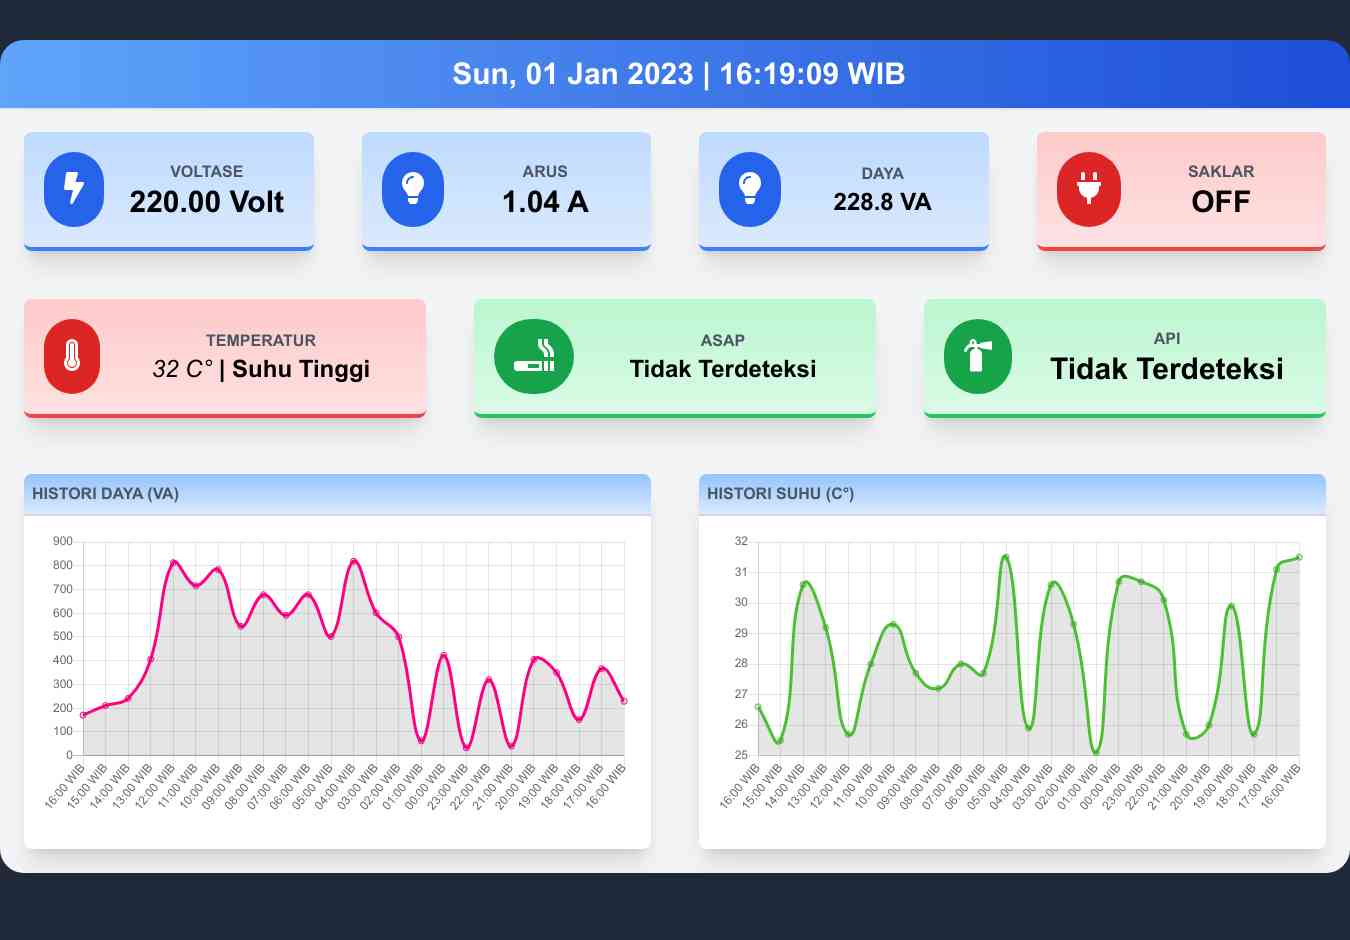 Sun, 01 Jan 2023 | 16:19:09 WIB
VOLTASE
220.00 Volt
ARUS
1.04 A
DAYA
228.8 VA
SAKLAR
OFF
TEMPERATUR
32 C° | Suhu Tinggi
ASAP
Tidak Terdeteksi
API
Tidak Terdeteksi
HISTORI DAYA (VA)
900
800
700
600
500
400
300
200
100
0
16:00 WIB
15:00 WIB
14:00 WIB
13:00 WIB
12:00 WIB
11:00 WIB
10:00 WIB
09:00 WIB
08:00 WIB
07:00 WIB
06:00 WIB
05:00 WIB
04:00 WIB
03:00 WIB
02:00 WIB
01:00 WIB
00:00 WIB
23:00 WIB
22:00 WIB
21:00 WIB
20:00 WIB
19:00 WIB
18:00 WIB
17:00 WIB
16:00 WIB
HISTORI SUHU (C°)
32
31
30
29
28
27
26
25
16:00 WIB
15:00 WIB
14:00 WIB
13:00 WIB
12:00 WIB
11:00 WIB
10:00 WIB
09:00 WIB
08:00 WIB
07:00 WIB
06:00 WIB
05:00 WIB
04:00 WIB
03:00 WIB
02:00 WIB
01:00 WIB
00:00 WIB
23:00 WIB
22:00 WIB
21:00 WIB
20:00 WIB
19:00 WIB
18:00 WIB
17:00 WIB
16:00 WIB